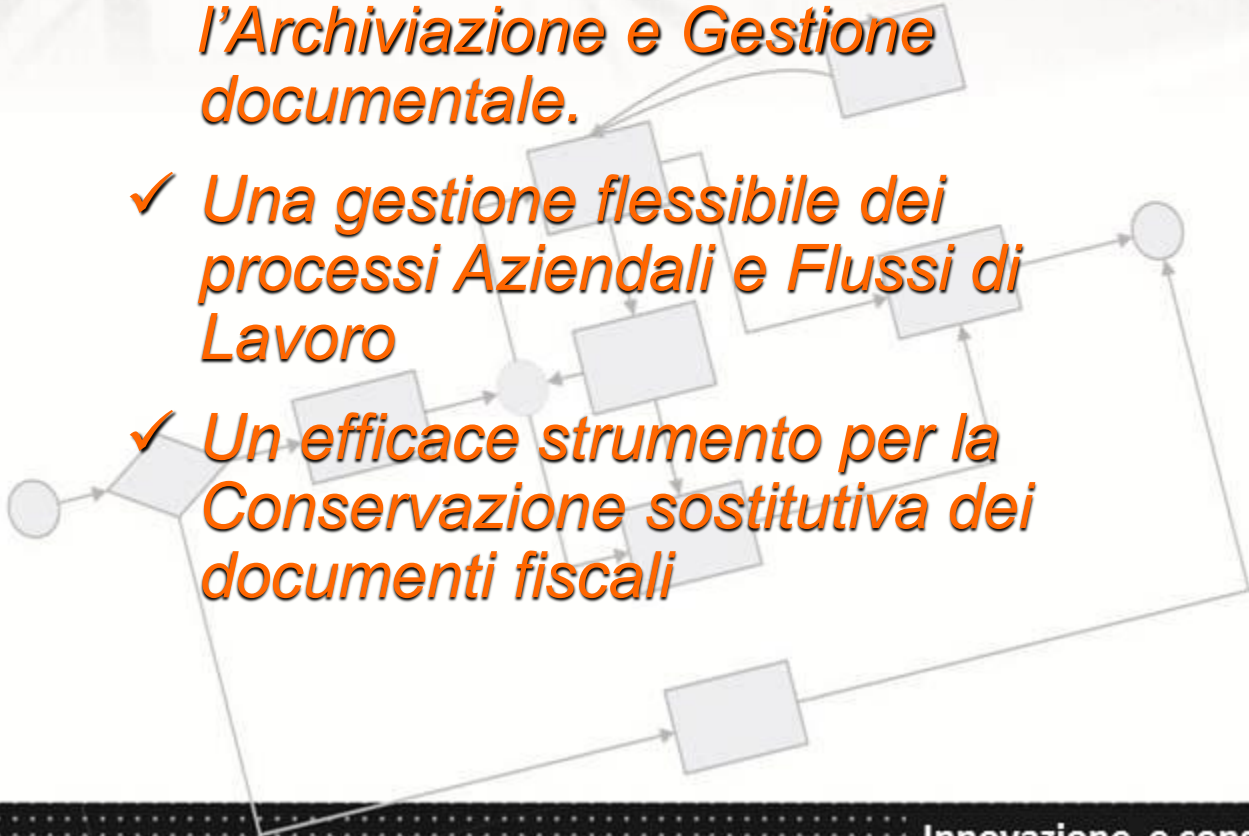 l’Archiviazione e Gestione
documentale.
✓ Una gestione flessibile dei
processi Aziendali e Flussi di
Lavoro
✓ Un efficace strumento per la
Conservazione sostitutiva dei
documenti fiscali